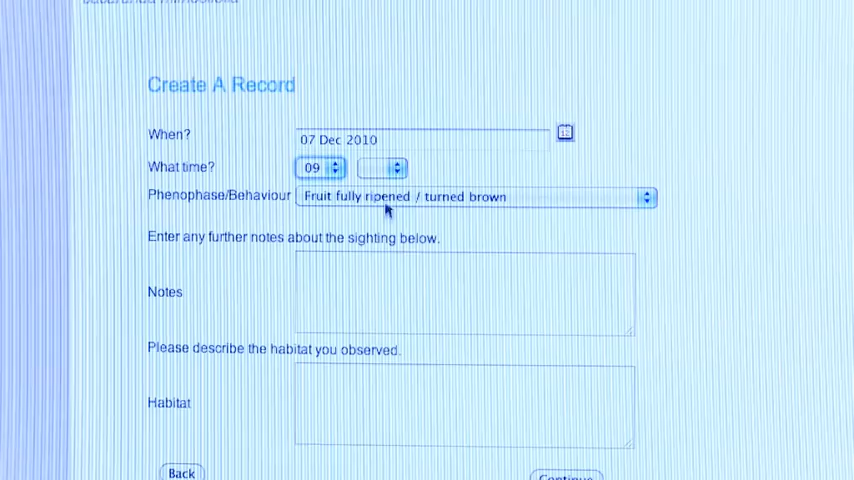 Create A Record
When? 07 Dec 2010
What time? 09
Phenophase/Behaviour Fruit fully ripened / turned brown
Enter any further notes about the sighting below.
Notes
Please describe the habitat you observed.
Habitat
Back Continue